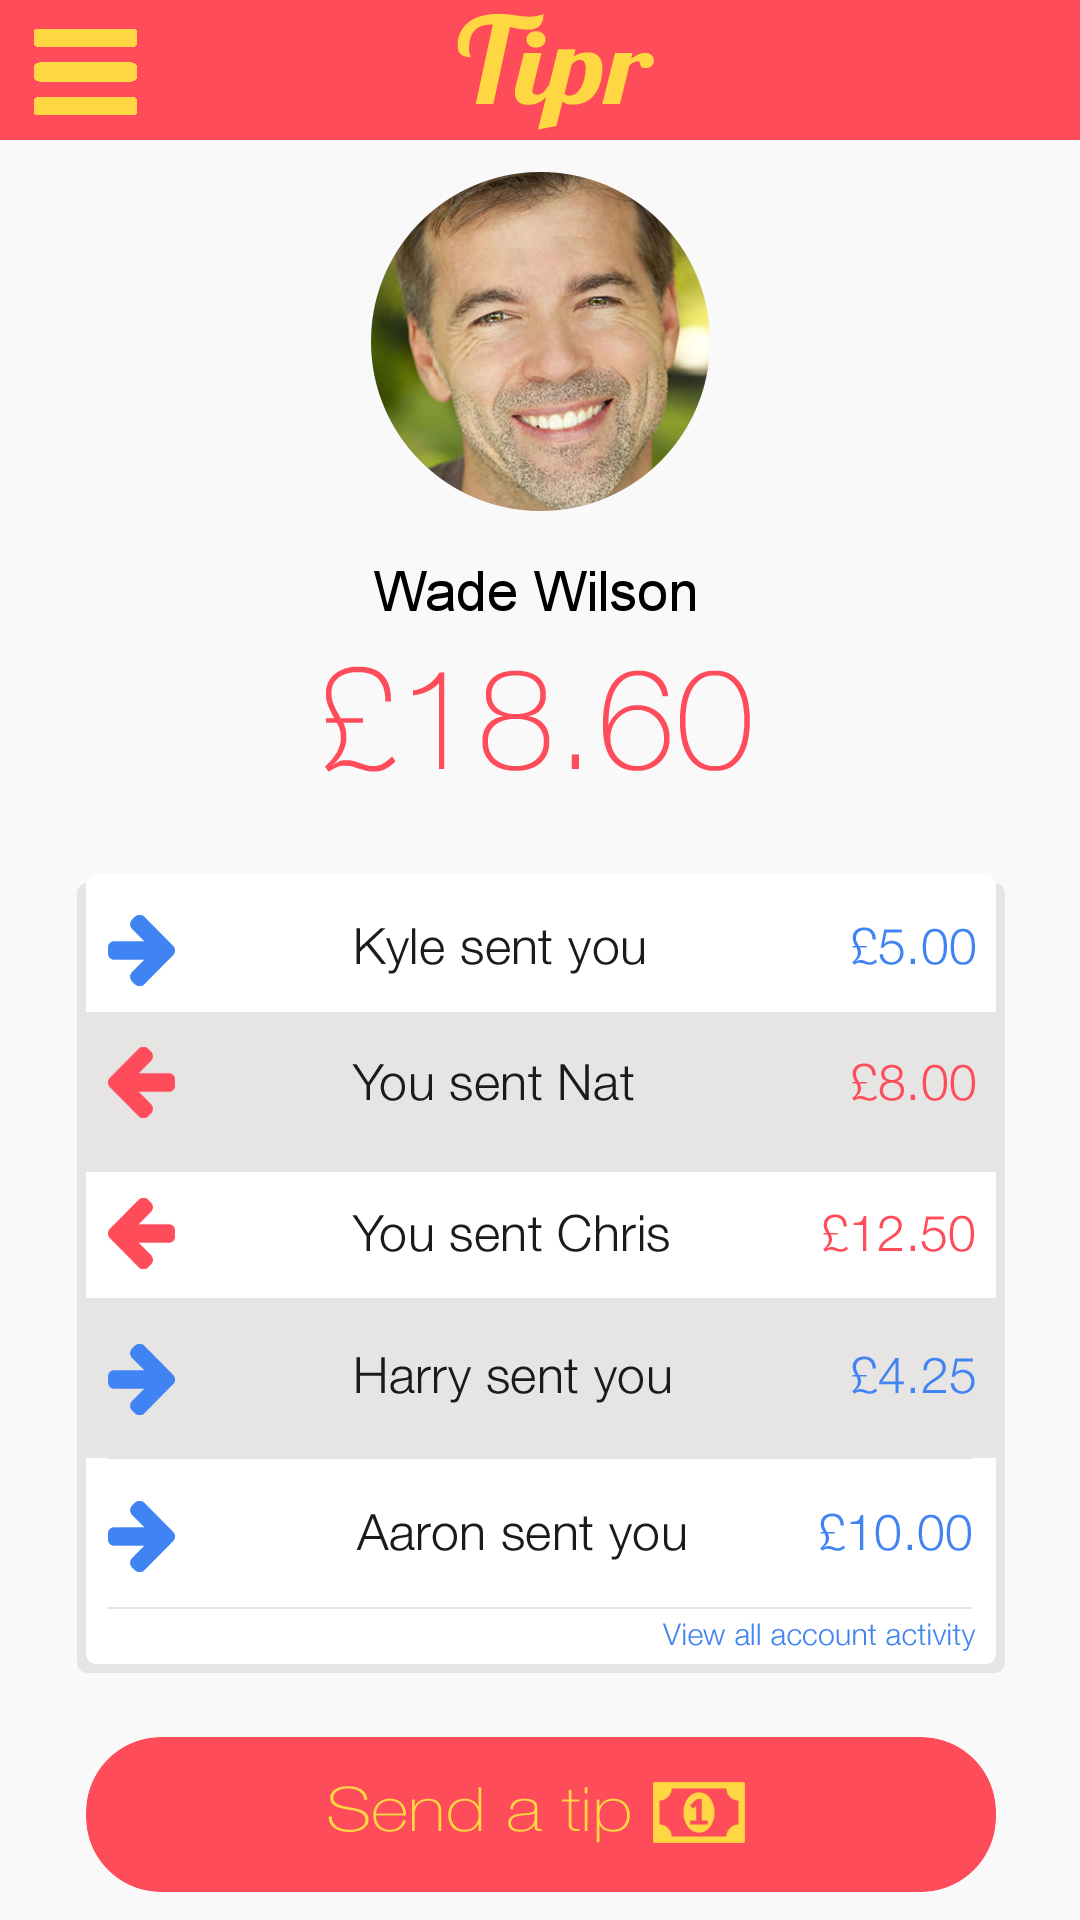 Tipr
Wade Wilson
£18.60
Kyle sent you £5.00
You sent Nat £8.00
You sent Chris £12.50
Harry sent you £4.25
Aaron sent you £10.00
View all account activity
Send a tip 1